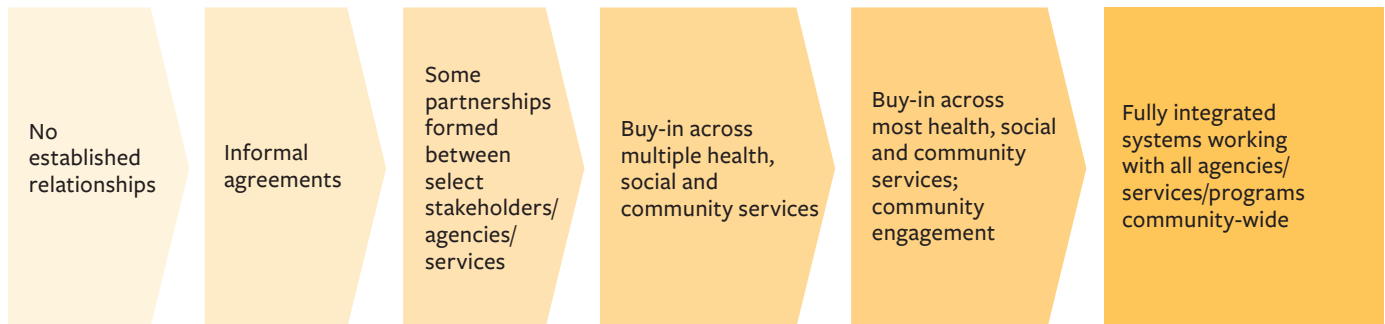 No
established
relationships
Informal
agreements
Some
partnerships
formed
between
select
stakeholders/
agencies/
services
Buy-in across
multiple health,
social and
community services
Buy-in across
most health, social
and community
services;
community
engagement
Fully integrated
systems working
with all agencies/
services/programs
community-wide